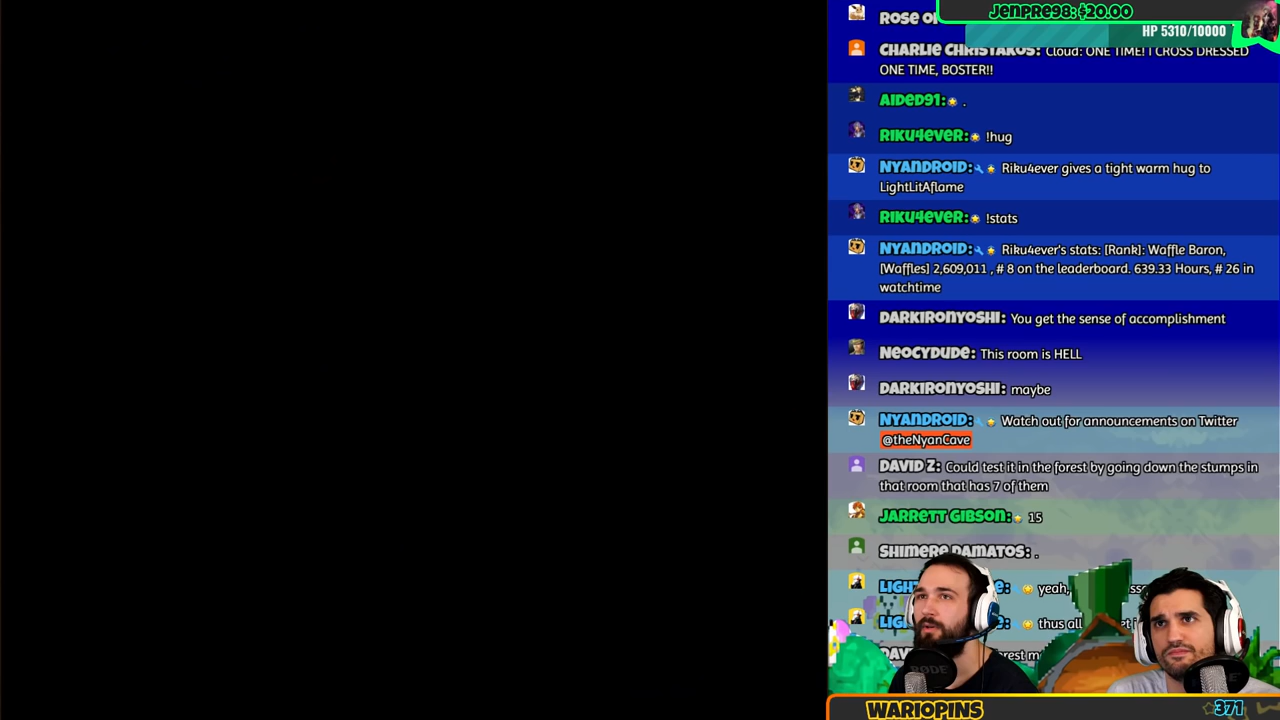 JENPRE98: $20.00
HP 5310/10000
ROSE
CHARLIE CHRISTAKOS: Cloud: ONE TIME! I CROSS DRESSED
ONE TIME, BOSTER!!
AIDED91: .
RIKU4EVER: !hug
NYANDROID: Riku4ever gives a tight warm hug to
LightLitAflame
RIKU4EVER: !stats
NYANDROID: Riku4ever's stats: [Rank]: Waffle Baron,
[Waffles] 2,609,011 , # 8 on the leaderboard. 639.33 Hours, # 26 in
watchtime
DARKIRONYOSHI: You get the sense of accomplishment
NEOCYDUDE: This room is HELL
DARKIRONYOSHI: maybe
NYANDROID: Watch out for announcements on Twitter
@theNyanCave
DAVID Z: Could test it in the forest by going down the stumps in
that room that has 7 of them
JARRETT GIBSON: 15
SHIMERE DAMATOS: .
yeah,
thus all
RODE
WARIOPINS
371